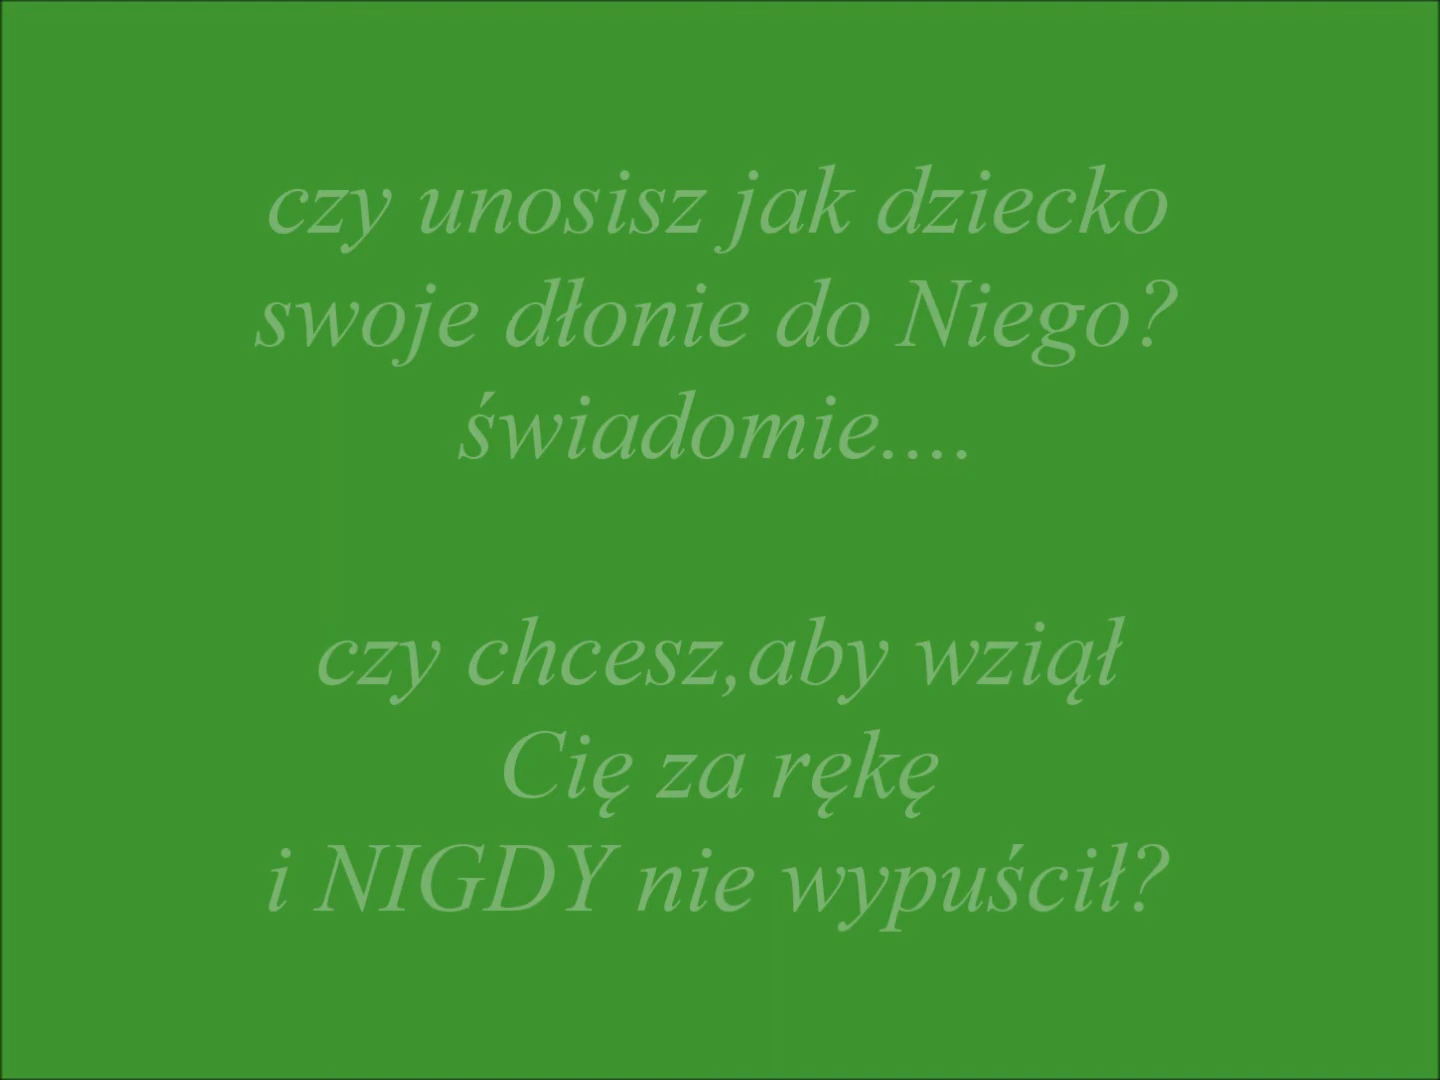 czy unosisz jak dziecko
swoje dłonie do Niego?
świadomie....
czy chcesz,aby wziął
Cię za rękę
i NIGDY nie wypuścił?